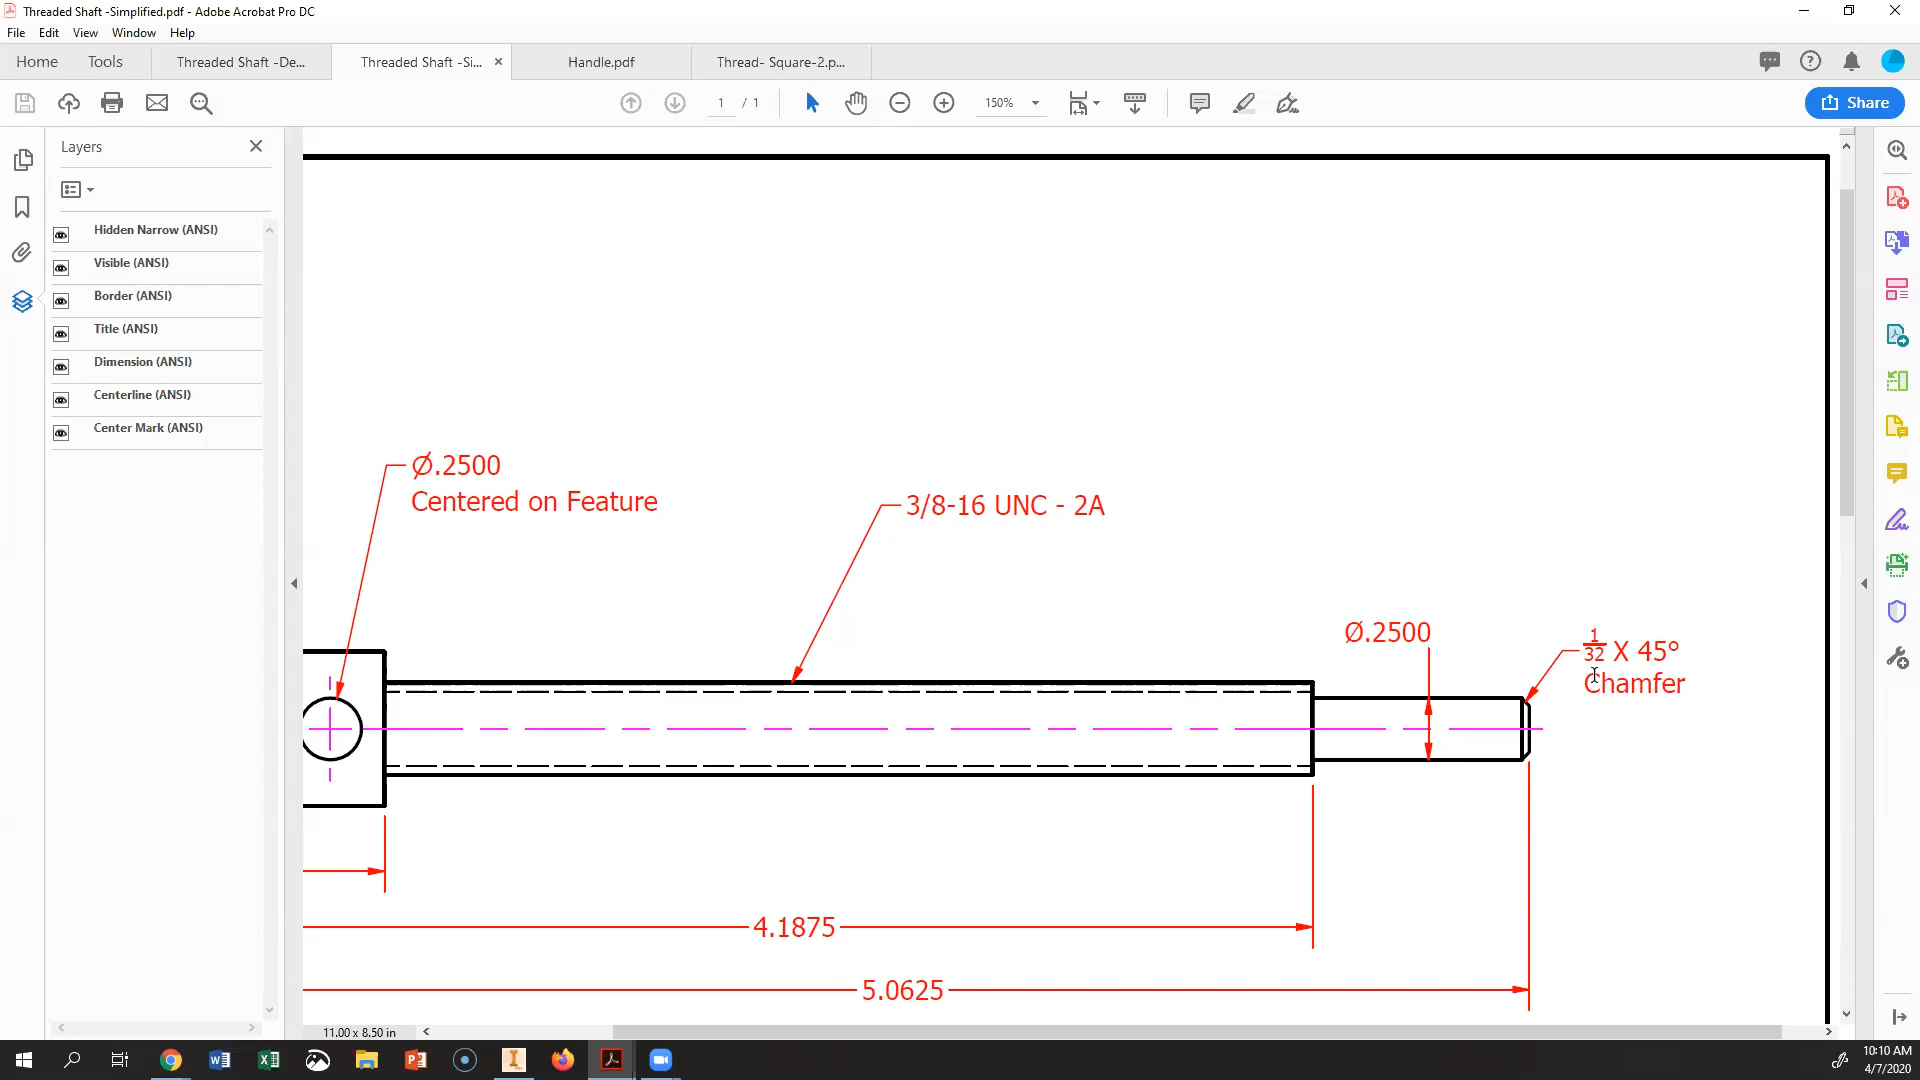 Threaded Shaft -Simplified.pdf - Adobe Acrobat Pro DC
File Edit View Window Help
Home Tools Threaded Shaft -De... Threaded Shaft -Si... Handle.pdf Thread- Square-2.p...
1 / 1 150% Share
Layers
Hidden Narrow (ANSI)
Visible (ANSI)
Border (ANSI)
Title (ANSI)
Dimension (ANSI)
Centerline (ANSI)
Center Mark (ANSI)
Ø.2500
Centered on Feature
3/8-16 UNC - 2A
Ø.2500
1/32 X 45°
Chamfer
4.1875
5.0625
11.00 x 8.50 in
10:10 AM
4/7/2020